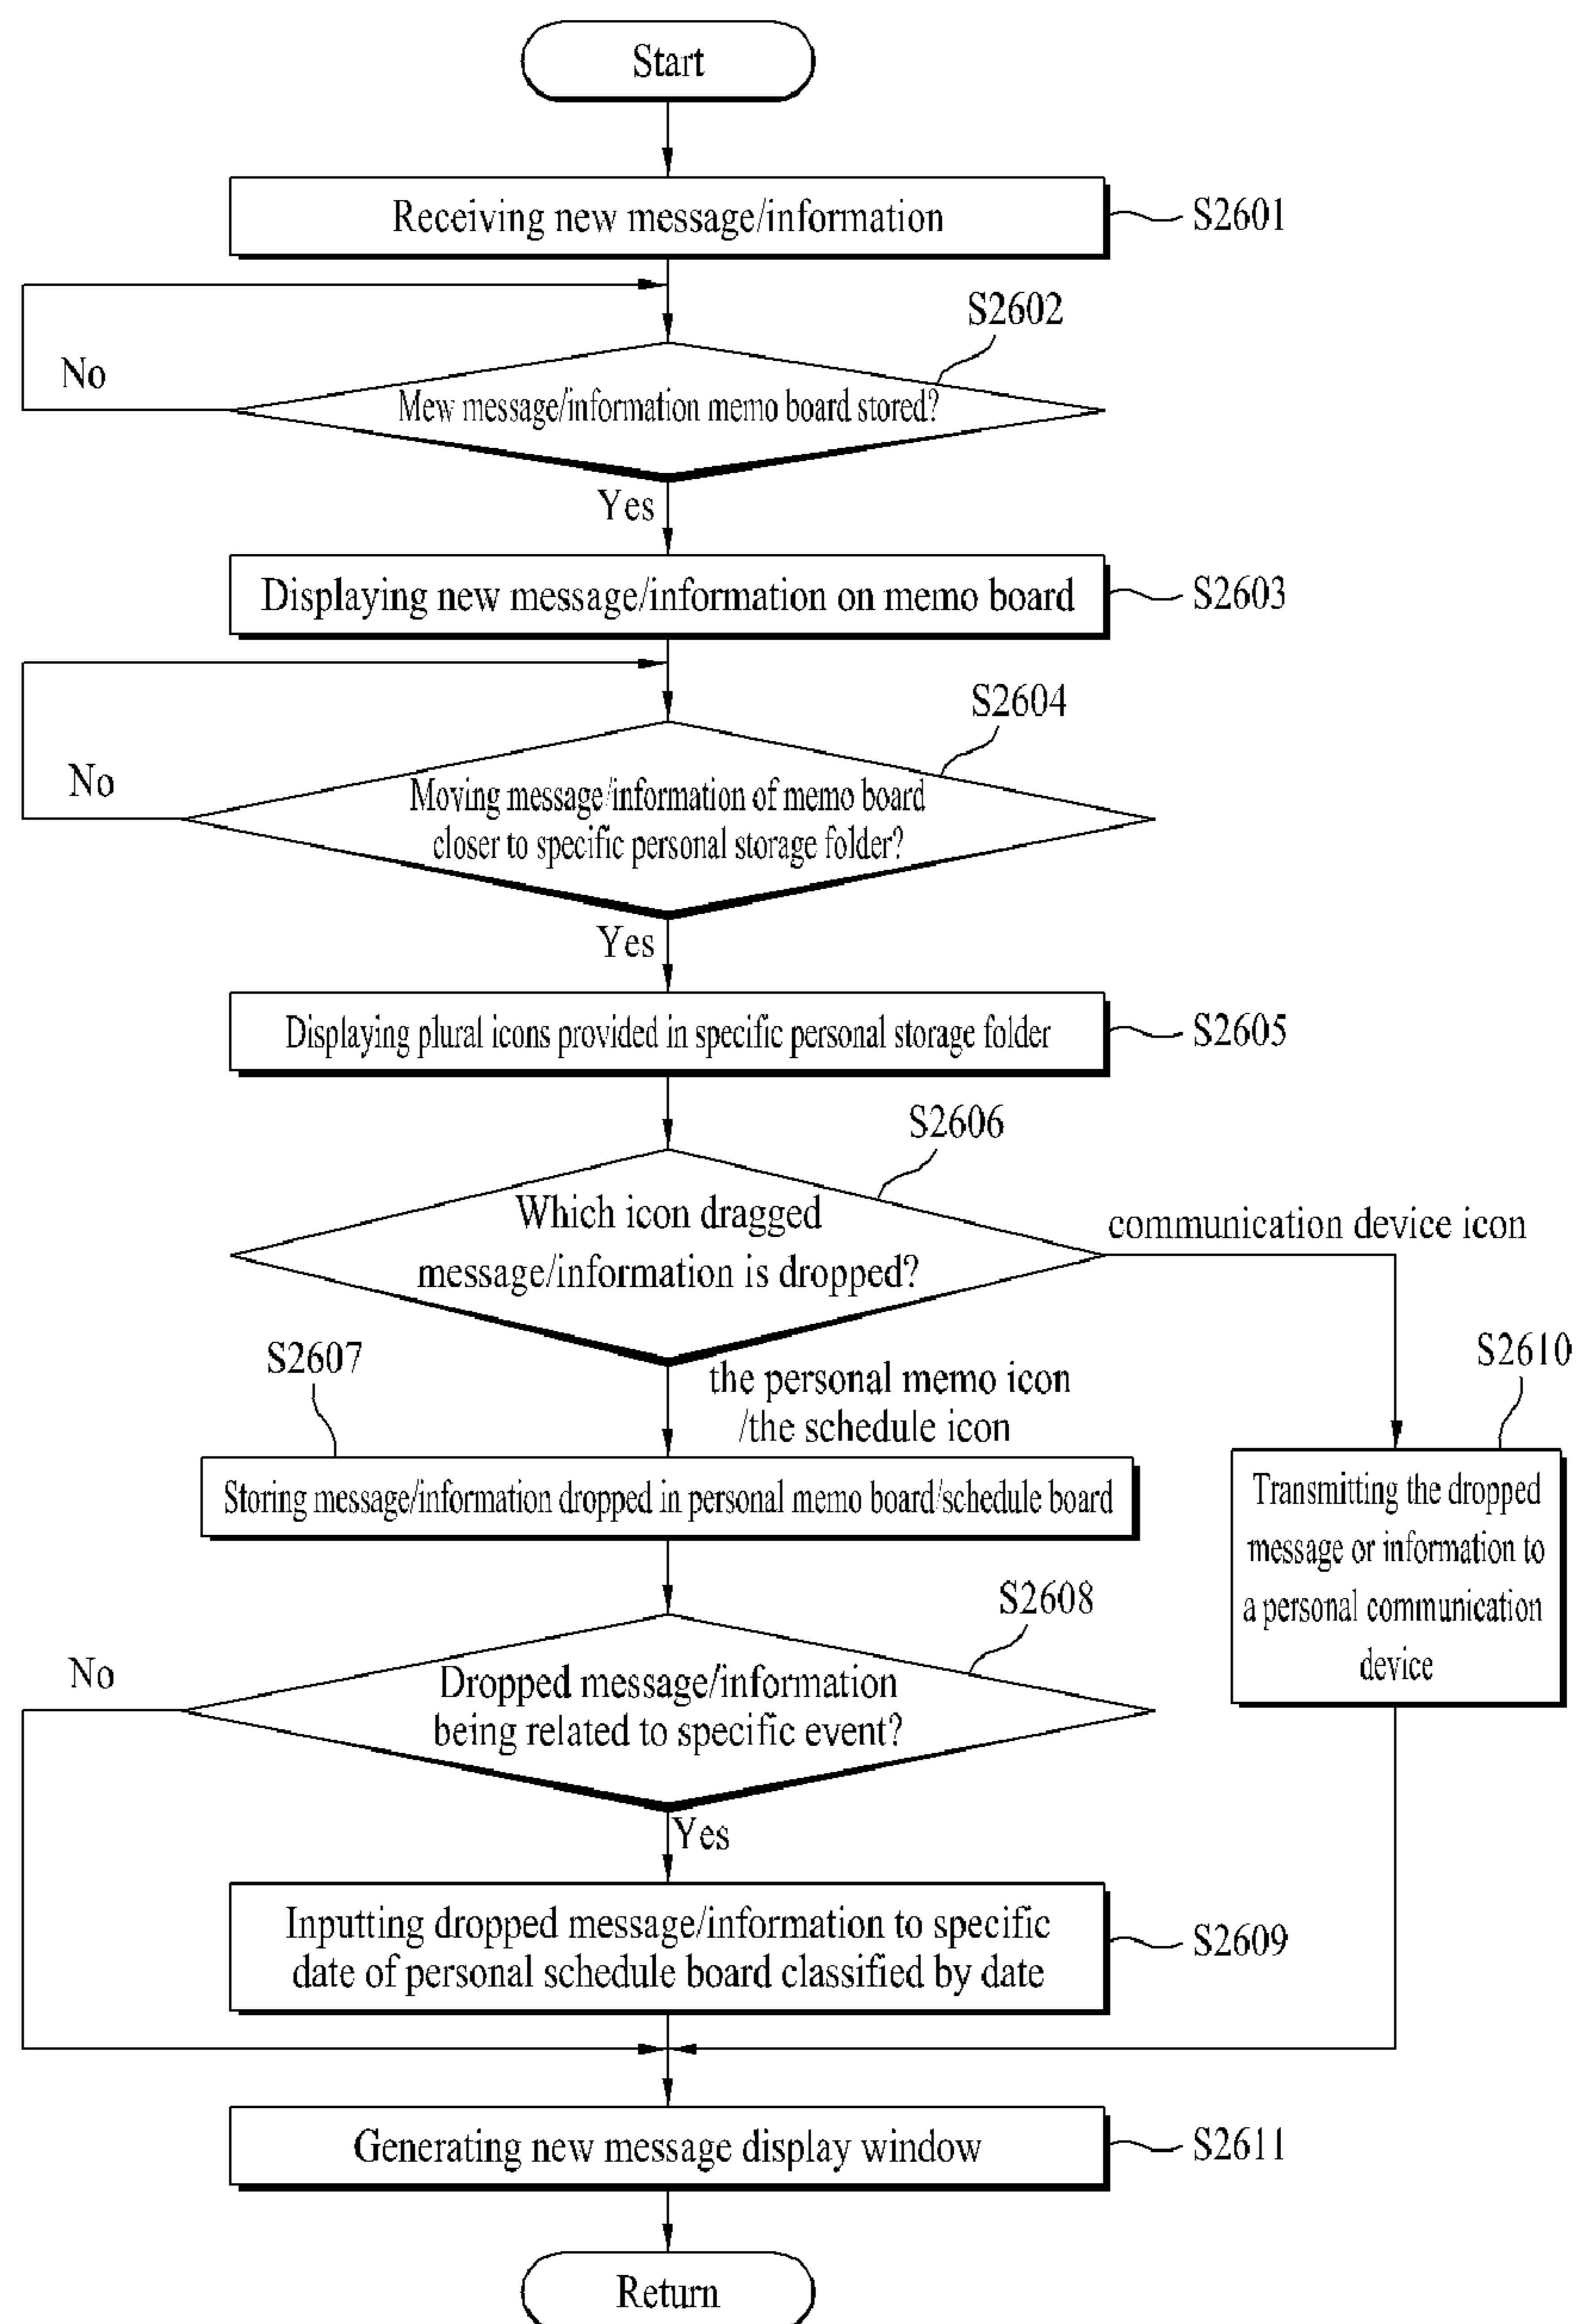 Start
Receiving new message/information
S2601
S2602
No
Mew message/information memo board stored?
Yes
Displaying new message/information on memo board
S2603
S2604
No
Moving message/information of memo board
closer to specific personal storage folder?
Yes
Displaying plural icons provided in specific personal storage folder
S2605
S2606
Which icon dragged
message/information is dropped?
communication device icon
S2607
the personal memo icon
/the schedule icon
S2610
Storing message/information dropped in personal memo board/schedule board
Transmitting the dropped
message or information to
a personal communication
device
S2608
No
Dropped message/information
being related to specific event?
Yes
Inputting dropped message/information to specific
date of personal schedule board classified by date
S2609
Generating new message display window
S2611
Return